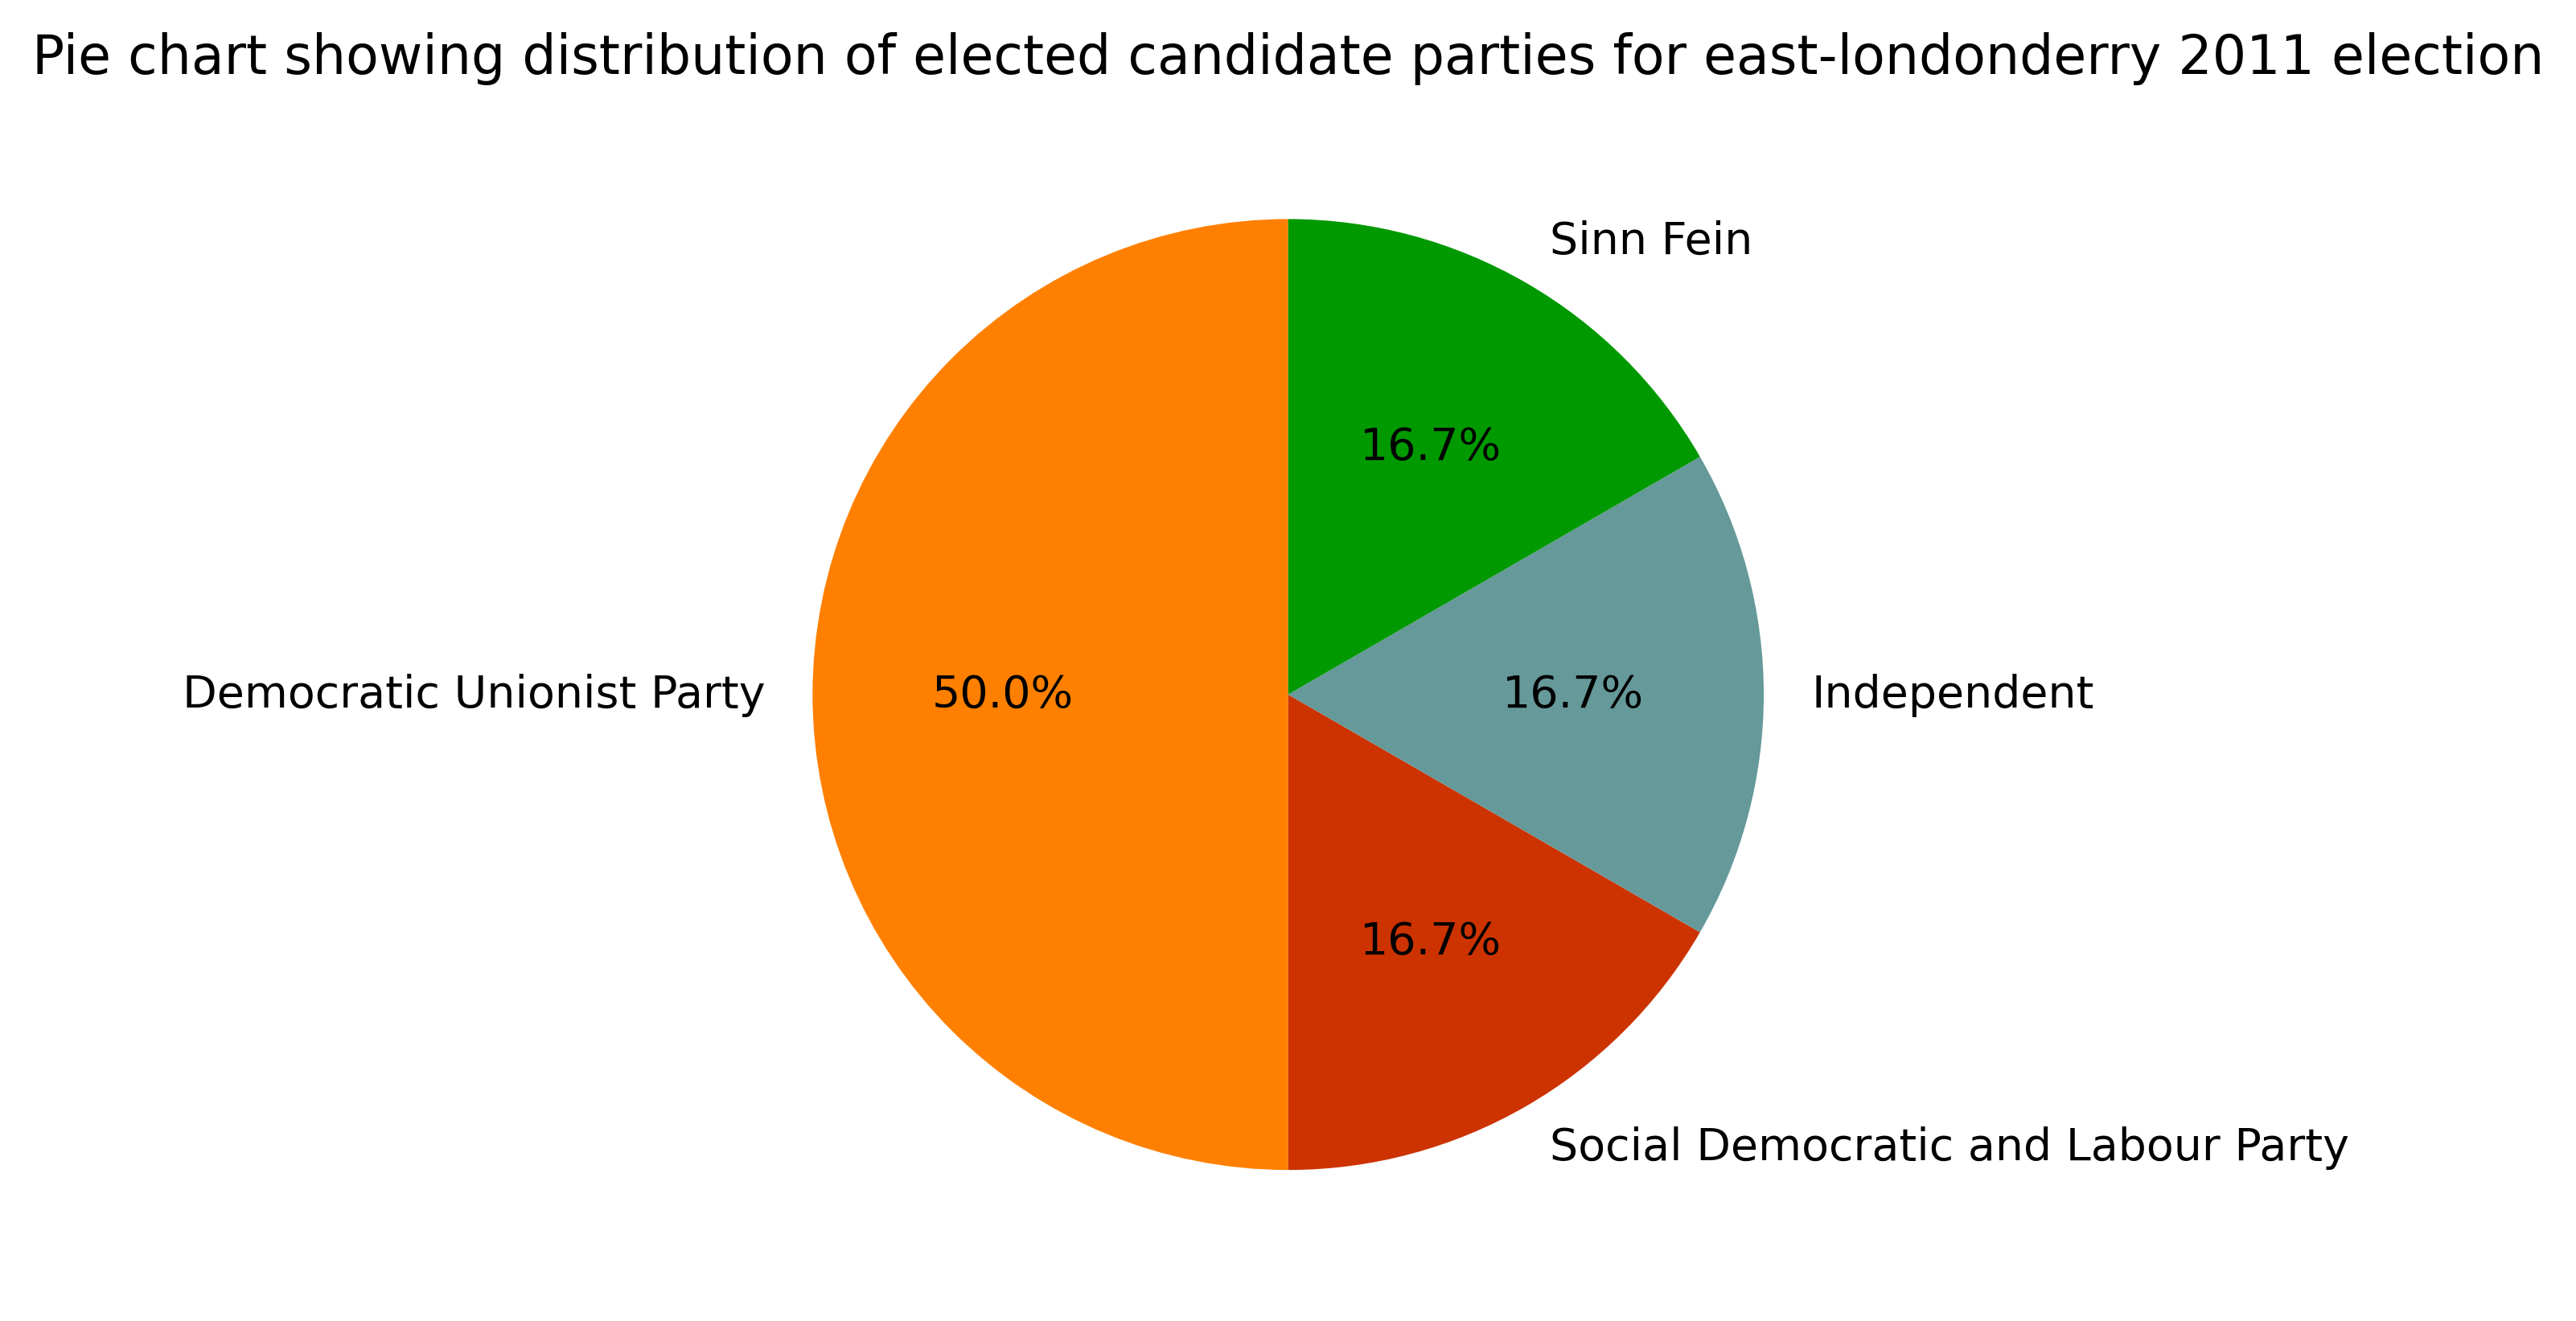 Pie chart showing distribution of elected candidate parties for east-londonderry 2011 election
Sinn Fein
16.7%
Democratic Unionist Party
50.0%
16.7%
Independent
16.7%
Social Democratic and Labour Party